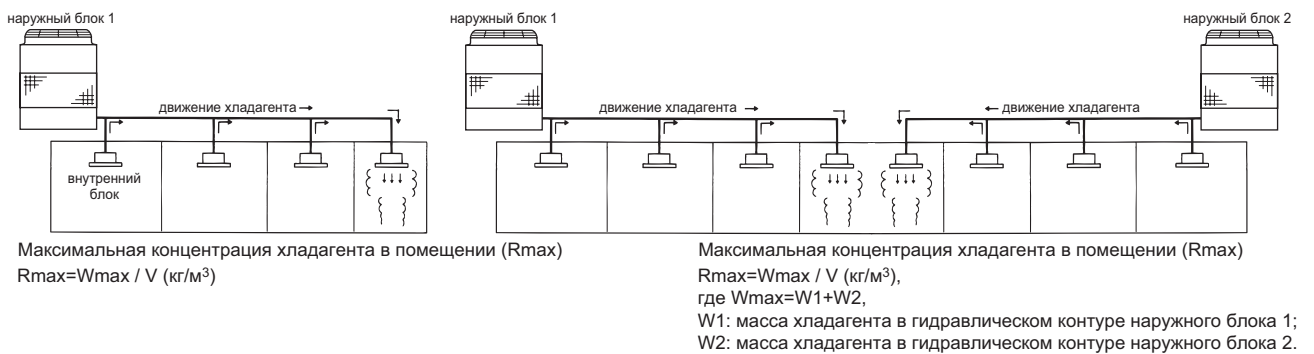 наружный блок 1
движение хладагента →
внутренний
блок
Максимальная концентрация хладагента в помещении (Rmax)
Rmax=Wmax / V (кг/м³)
наружный блок 1
наружный блок 2
движение хладагента →
← движение хладагента
Максимальная концентрация хладагента в помещении (Rmax)
Rmax=Wmax / V (кг/м³),
где Wmax=W1+W2,
W1: масса хладагента в гидравлическом контуре наружного блока 1;
W2: масса хладагента в гидравлическом контуре наружного блока 2.